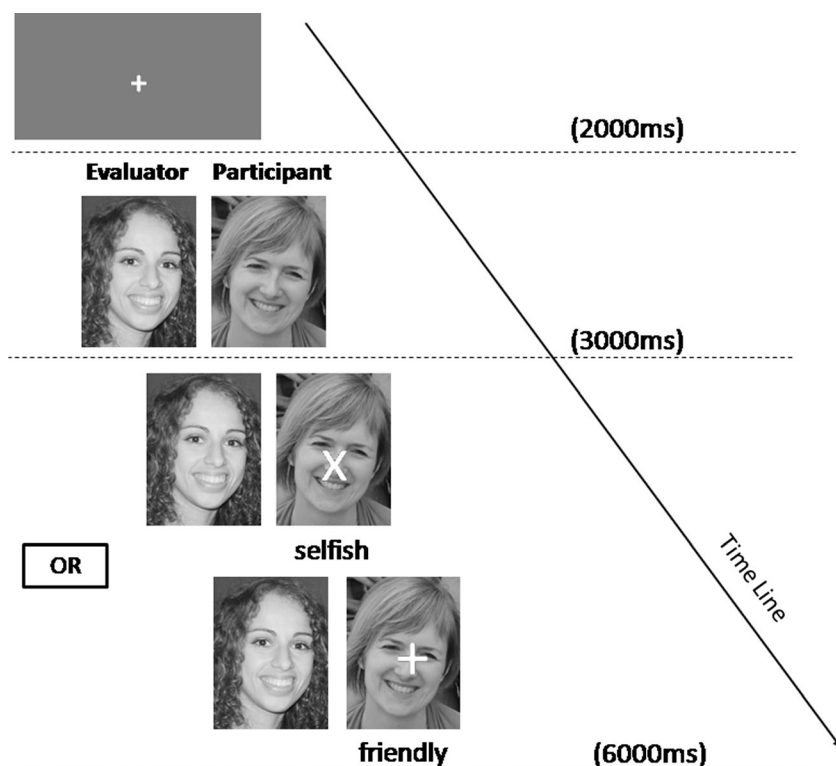 +
(2000ms)
Evaluator Participant
(3000ms)
X
selfish
OR
Time Line
+
friendly (6000ms)